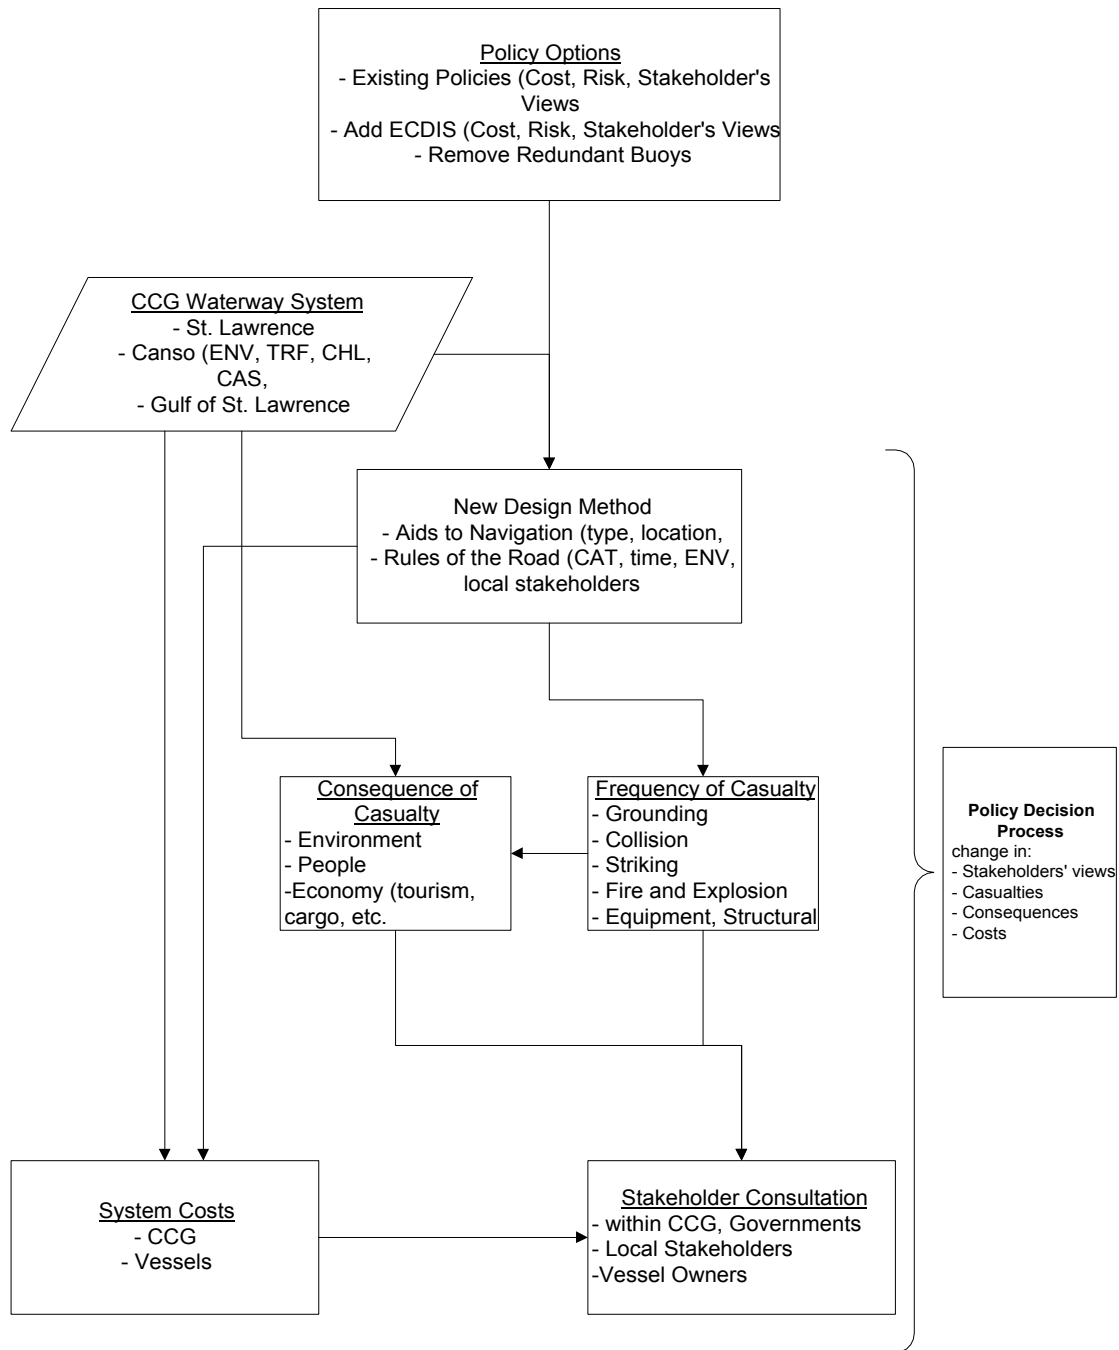 Policy Options
- Existing Policies (Cost, Risk, Stakeholder's
Views
- Add ECDIS (Cost, Risk, Stakeholder's Views
- Remove Redundant Buoys
CCG Waterway System
- St. Lawrence
- Canso (ENV, TRF, CHL,
CAS,
- Gulf of St. Lawrence
New Design Method
- Aids to Navigation (type, location,
- Rules of the Road (CAT, time, ENV,
local stakeholders
Consequence of
Casualty
- Environment
- People
-Economy (tourism,
cargo, etc.
Frequency of Casualty
- Grounding
- Collision
- Striking
- Fire and Explosion
- Equipment, Structural
Policy Decision
Process
change in:
- Stakeholders' views
- Casualties
- Consequences
- Costs
System Costs
- CCG
- Vessels
Stakeholder Consultation
- within CCG, Governments
- Local Stakeholders
-Vessel Owners